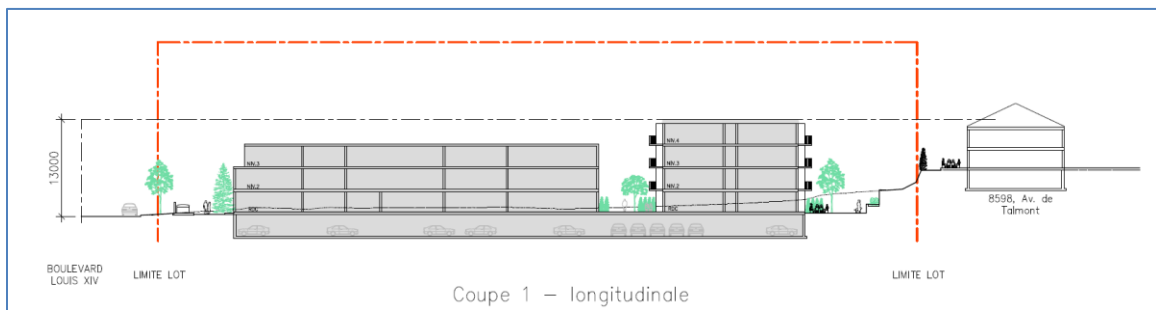 13000
NIV.3
NIV.2
RDC
NIV.4
NIV.3
NIV.2
RDC
8598, Av. de
Talmont
BOULEVARD
LOUIS XIV
LIMITE LOT
LIMITE LOT
Coupe 1 – longitudinale